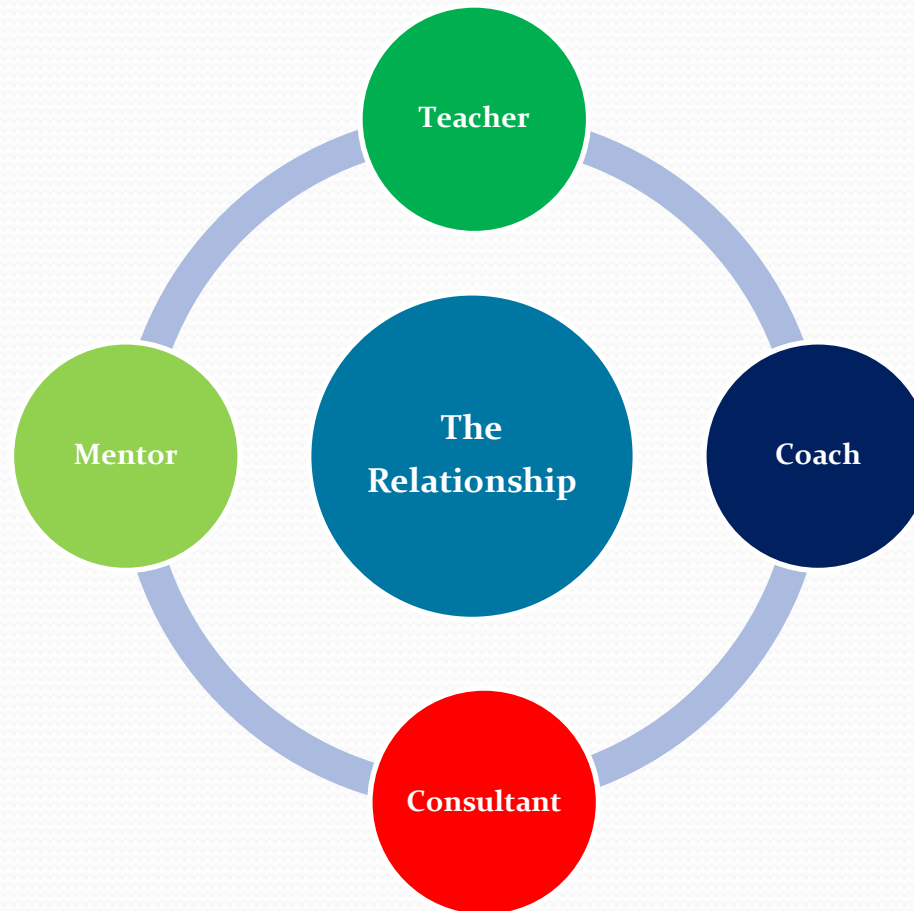 Teacher
Mentor
The
Relationship
Coach
Consultant